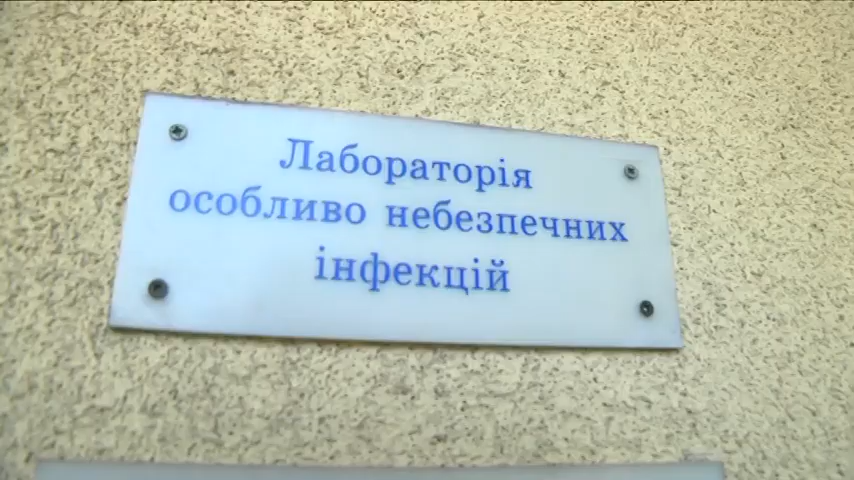 Лабораторія
особливо небезпечних
інфекцій